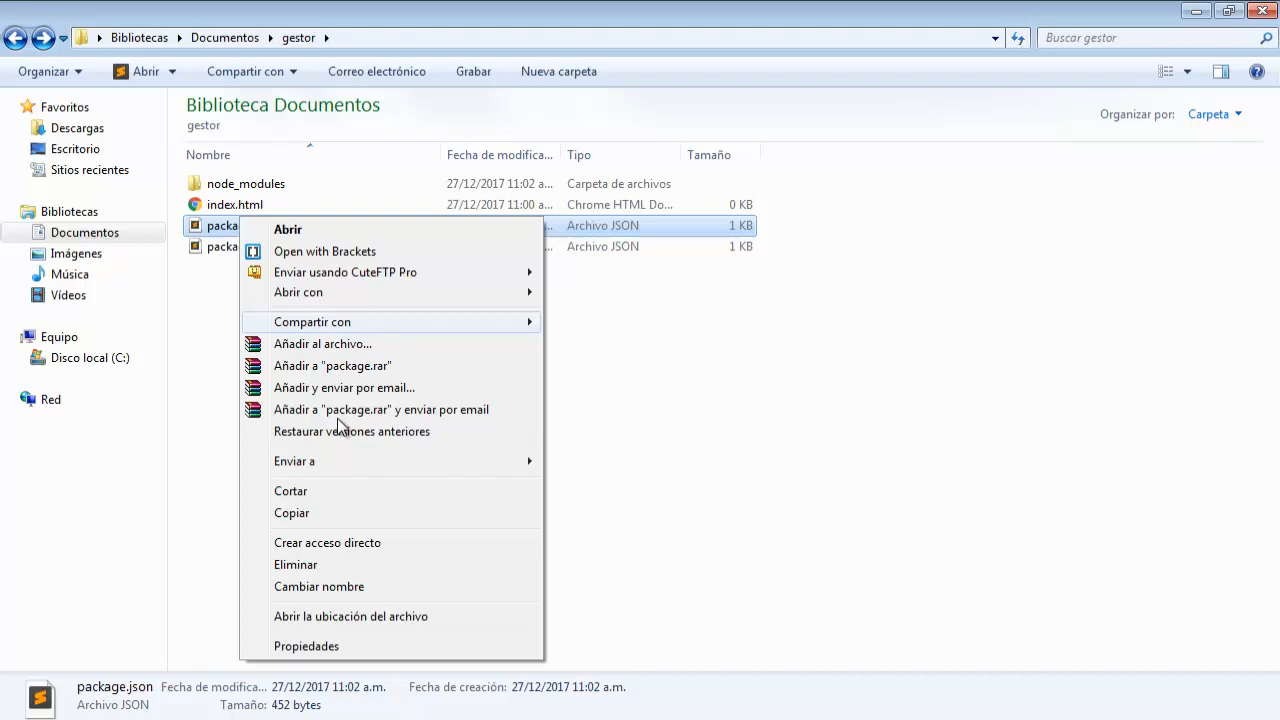 Bibliotecas Documentos gestor
Buscar gestor
Organizar Abrir Compartir con Correo electrónico Grabar Nueva carpeta
Favoritos
Descargas
Escritorio
Sitios recientes
Bibliotecas
Documentos
Imágenes
Música
Vídeos
Equipo
Disco local (C:)
Red
Biblioteca Documentos
gestor
Organizar por: Carpeta
Nombre Fecha de modifica... Tipo Tamaño
node_modules 27/12/2017 11:02 a... Carpeta de archivos
index.html 27/12/2017 11:00 a... Chrome HTML Do... 0 KB
packa ... Archivo JSON 1 KB
packa ... Archivo JSON 1 KB
Abrir
Open with Brackets
Enviar usando CuteFTP Pro
Abrir con
Compartir con
Añadir al archivo...
Añadir a "package.rar"
Añadir y enviar por email...
Añadir a "package.rar" y enviar por email
Restaurar versiones anteriores
Enviar a
Cortar
Copiar
Crear acceso directo
Eliminar
Cambiar nombre
Abrir la ubicación del archivo
Propiedades
package.json Fecha de modifica... 27/12/2017 11:02 a.m. Fecha de creación: 27/12/2017 11:02 a.m.
Archivo JSON Tamaño: 452 bytes